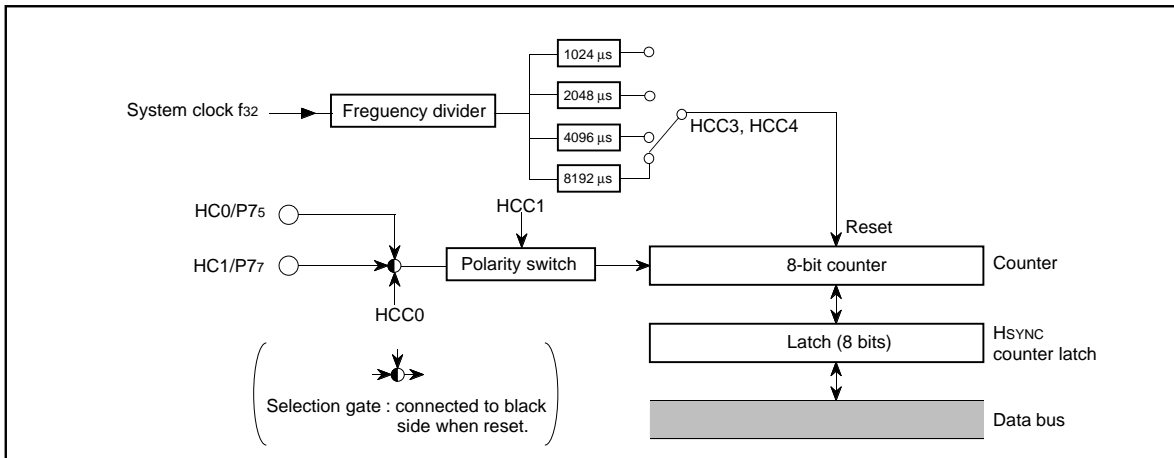 1024 μs
2048 μs
System clock f32
Freguency divider
HCC3, HCC4
4096 μs
8192 μs
HC0/P75
HCC1
Reset
HC1/P77
Polarity switch
8-bit counter
Counter
HCC0
Latch (8 bits)
HSYNC
counter latch
Selection gate : connected to black
side when reset.
Data bus